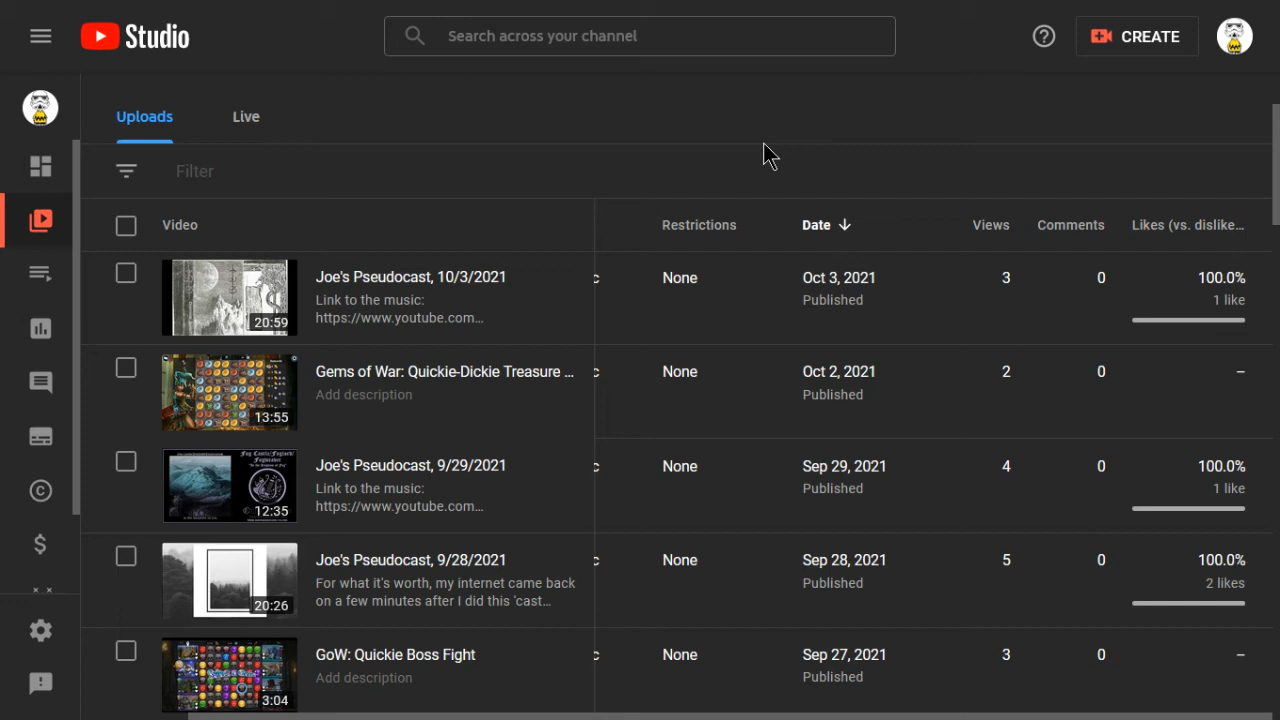 Studio
Search across your channel
CREATE
Uploads
Live
Filter
Video
Restrictions
Date
Views
Comments
Likes (vs. dislike…
Joe's Pseudocast, 10/3/2021
Link to the music:
https://www.youtube.com…
20:59
c
None
Oct 3, 2021
Published
3
0
100.0%
1 like
Gems of War: Quickie-Dickie Treasure …
Add description
13:55
c
None
Oct 2, 2021
Published
2
0
–
Joe's Pseudocast, 9/29/2021
Link to the music:
https://www.youtube.com…
12:35
c
None
Sep 29, 2021
Published
4
0
100.0%
1 like
Joe's Pseudocast, 9/28/2021
For what it's worth, my internet came back
on a few minutes after I did this 'cast…
20:26
c
None
Sep 28, 2021
Published
5
0
100.0%
2 likes
GoW: Quickie Boss Fight
Add description
3:04
c
None
Sep 27, 2021
Published
3
0
–